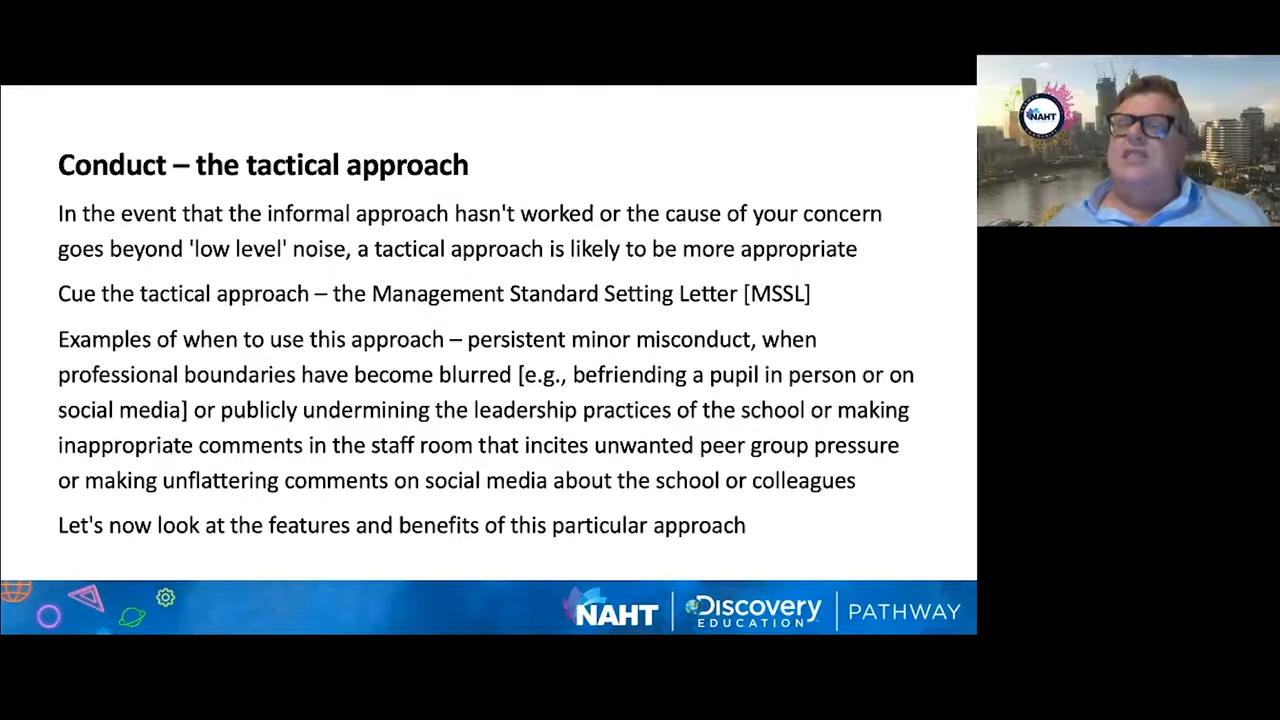 Conduct – the tactical approach
In the event that the informal approach hasn't worked or the cause of your concern
goes beyond 'low level' noise, a tactical approach is likely to be more appropriate
Cue the tactical approach – the Management Standard Setting Letter [MSSL]
Examples of when to use this approach – persistent minor misconduct, when
professional boundaries have become blurred [e.g., befriending a pupil in person or on
social media] or publicly undermining the leadership practices of the school or making
inappropriate comments in the staff room that incites unwanted peer group pressure
or making unflattering comments on social media about the school or colleagues
Let's now look at the features and benefits of this particular approach
NAHT
Discovery
EDUCATION
PATHWAY
NAHT